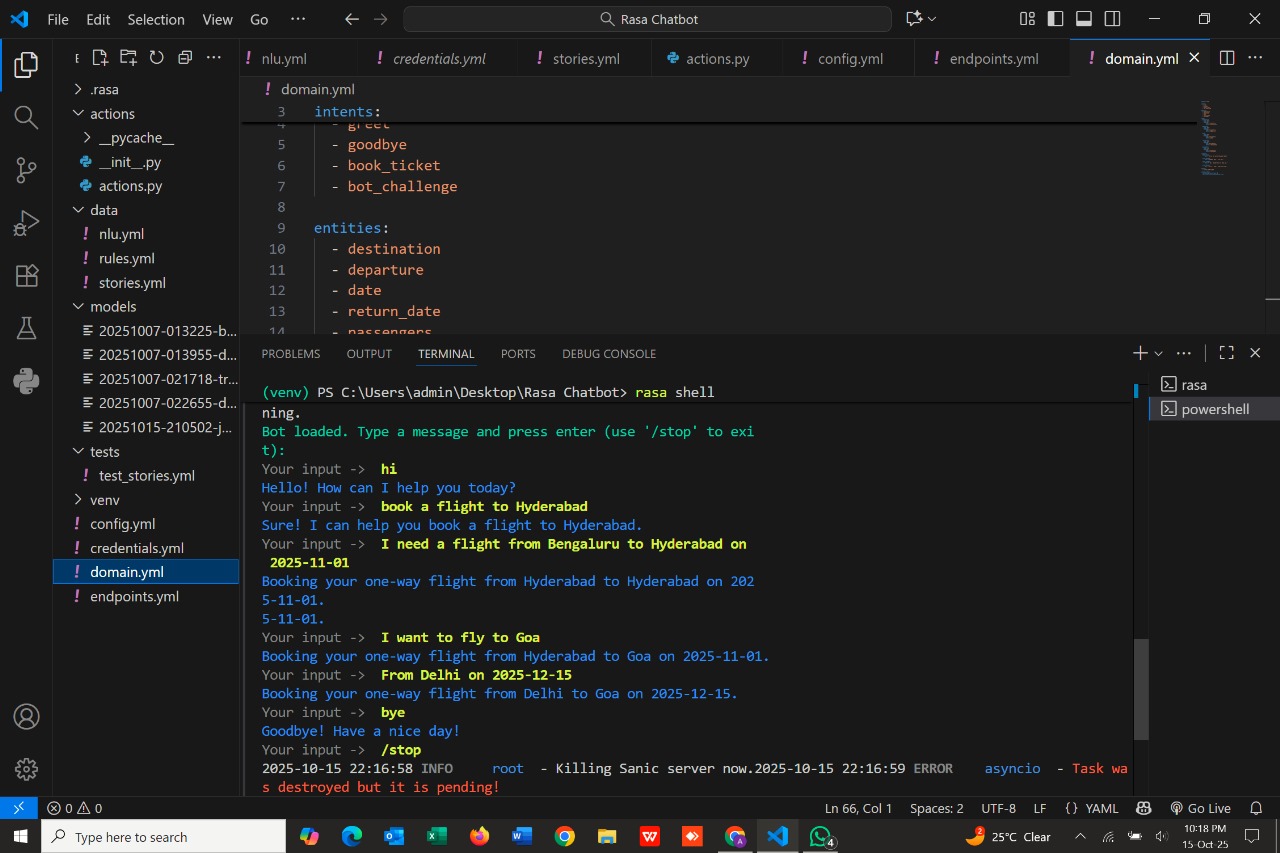 File Edit Selection View Go ··· Rasa Chatbot
nlu.yml credentials.yml stories.yml actions.py config.yml endpoints.yml domain.yml
domain.yml
.rasa
actions
__pycache__
__init__.py
actions.py
data
nlu.yml
rules.yml
stories.yml
models
20251007-013225-b...
20251007-013955-d...
20251007-021718-tr...
20251007-022655-d...
20251015-210502-j...
tests
test_stories.yml
venv
config.yml
credentials.yml
domain.yml
endpoints.yml
3 intents:
4 - greet
5 - goodbye
6 - book_ticket
7 - bot_challenge
8
9 entities:
10 - destination
11 - departure
12 - date
13 - return_date
14 - passengers
PROBLEMS OUTPUT TERMINAL PORTS DEBUG CONSOLE
rasa
powershell
(venv) PS C:\Users\admin\Desktop\Rasa Chatbot> rasa shell
ning.
Bot loaded. Type a message and press enter (use '/stop' to exi
t):
Your input -> hi
Hello! How can I help you today?
Your input -> book a flight to Hyderabad
Sure! I can help you book a flight to Hyderabad.
Your input -> I need a flight from Bengaluru to Hyderabad on
2025-11-01
Booking your one-way flight from Hyderabad to Hyderabad on 202
5-11-01.
5-11-01.
Your input -> I want to fly to Goa
Booking your one-way flight from Hyderabad to Goa on 2025-11-01.
Your input -> From Delhi on 2025-12-15
Booking your one-way flight from Delhi to Goa on 2025-12-15.
Your input -> bye
Goodbye! Have a nice day!
Your input -> /stop
2025-10-15 22:16:58 INFO root - Killing Sanic server now.2025-10-15 22:16:59 ERROR asyncio - Task wa
s destroyed but it is pending!
0 0 Ln 66, Col 1 Spaces: 2 UTF-8 LF {} YAML Go Live
Type here to search 4 2 25°C Clear 10:18 PM
15-Oct-25